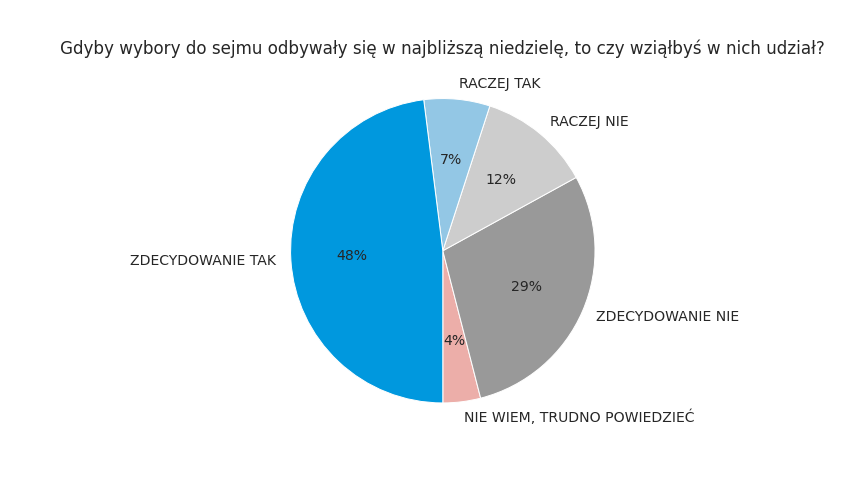 Gdyby wybory do sejmu odbywały się w najbliższą niedzielę, to czy wziąłbyś w nich udział?
RACZEJ TAK
RACZEJ NIE
7%
12%
48%
ZDECYDOWANIE TAK
29%
ZDECYDOWANIE NIE
4%
NIE WIEM, TRUDNO POWIEDZIEĆ